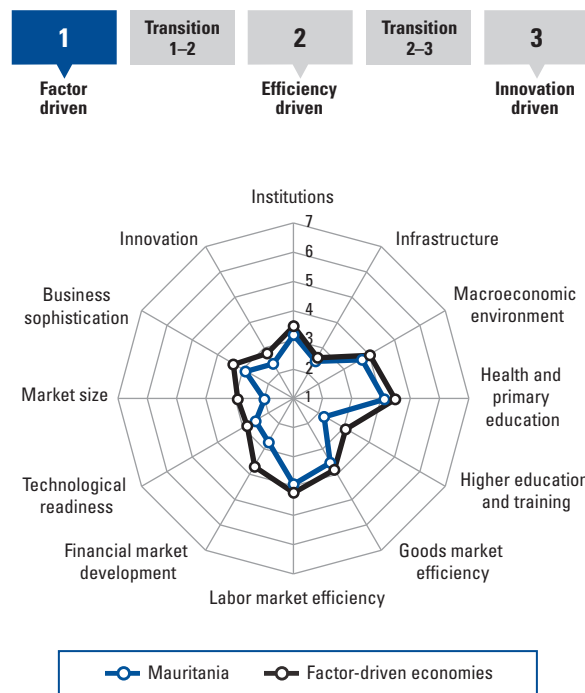 1
Transition
1–2
2
Transition
2–3
3
Factor
driven
Efficiency
driven
Innovation
driven
Institutions
7
Innovation
6
Infrastructure
5
Business
sophistication
4
Macroeconomic
environment
3
2
Market size
1
Health and
primary
education
Technological
readiness
Higher education
and training
Financial market
development
Goods market
efficiency
Labor market efficiency
Mauritania
Factor-driven economies